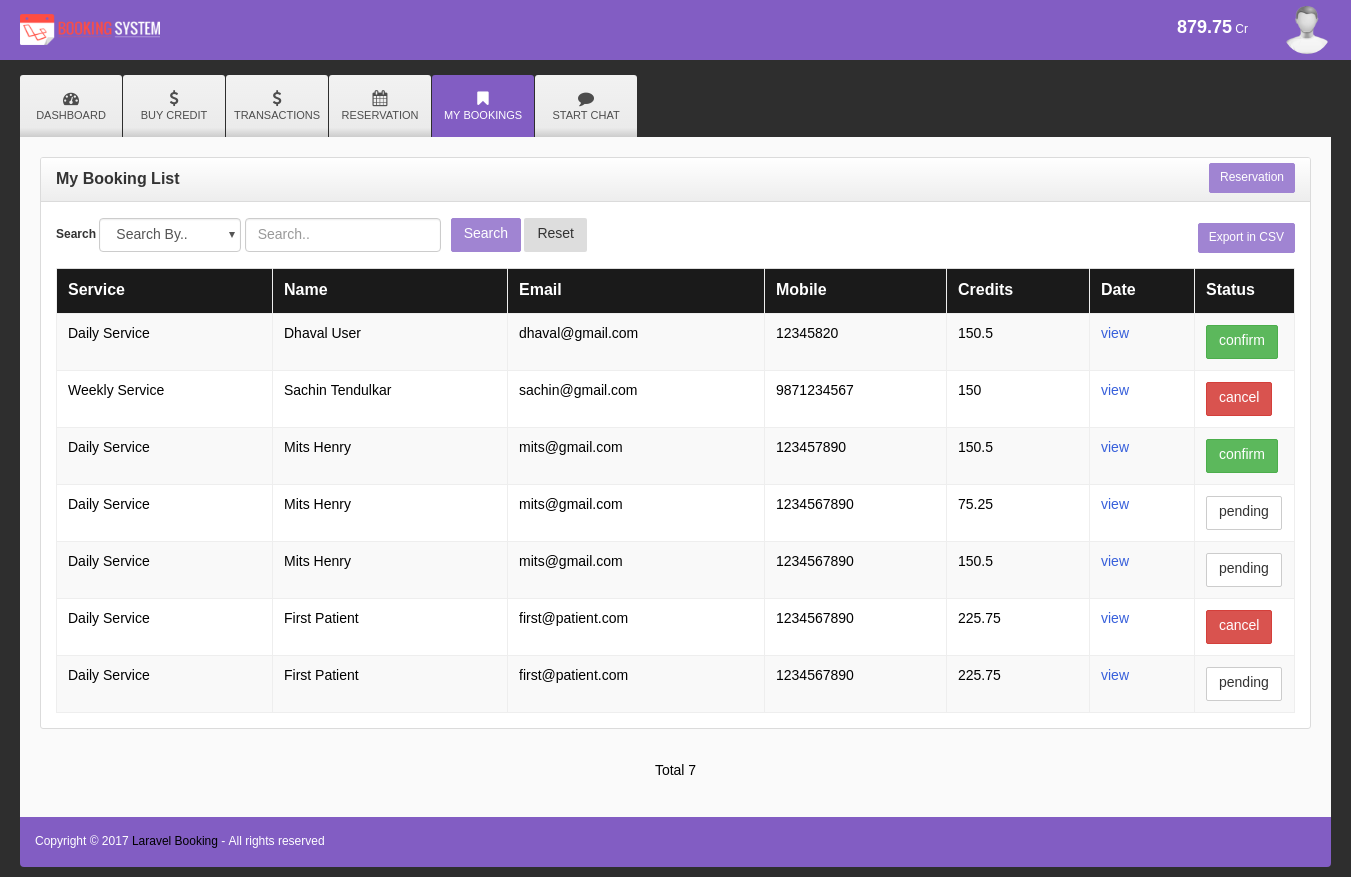 BOOKING SYSTEM
879.75 Cr
DASHBOARD BUY CREDIT TRANSACTIONS RESERVATION MY BOOKINGS START CHAT
My Booking List Reservation
Search Search By.. Search.. Search Reset Export in CSV
Service Name Email Mobile Credits Date Status
Daily Service Dhaval User dhaval@gmail.com 12345820 150.5 view confirm
Weekly Service Sachin Tendulkar sachin@gmail.com 9871234567 150 view cancel
Daily Service Mits Henry mits@gmail.com 123457890 150.5 view confirm
Daily Service Mits Henry mits@gmail.com 1234567890 75.25 view pending
Daily Service Mits Henry mits@gmail.com 1234567890 150.5 view pending
Daily Service First Patient first@patient.com 1234567890 225.75 view cancel
Daily Service First Patient first@patient.com 1234567890 225.75 view pending
Total 7
Copyright © 2017 Laravel Booking - All rights reserved